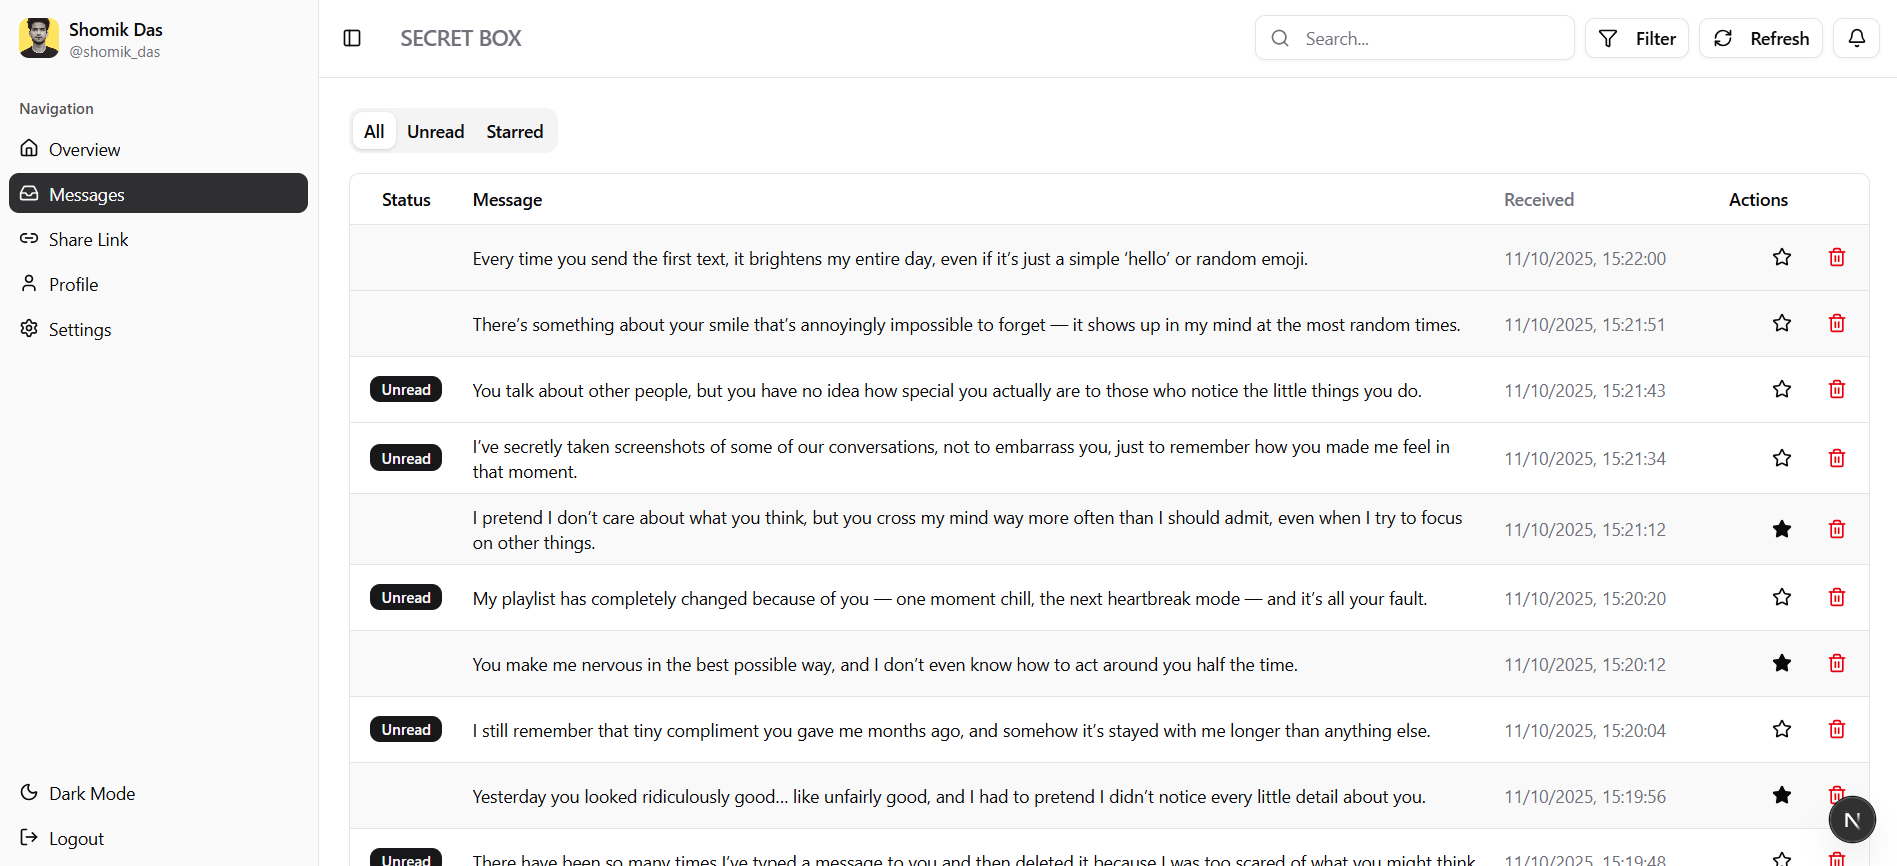 Shomik Das
@shomik_das
Navigation
Overview
Messages
Share Link
Profile
Settings
Dark Mode
Logout
SECRET BOX
Search...
Filter
Refresh
All Unread Starred
Status Message Received Actions
Every time you send the first text, it brightens my entire day, even if it’s just a simple ‘hello’ or random emoji. 11/10/2025, 15:22:00
There’s something about your smile that’s annoyingly impossible to forget — it shows up in my mind at the most random times. 11/10/2025, 15:21:51
Unread You talk about other people, but you have no idea how special you actually are to those who notice the little things you do. 11/10/2025, 15:21:43
Unread I’ve secretly taken screenshots of some of our conversations, not to embarrass you, just to remember how you made me feel in
that moment. 11/10/2025, 15:21:34
I pretend I don’t care about what you think, but you cross my mind way more often than I should admit, even when I try to focus
on other things. 11/10/2025, 15:21:12
Unread My playlist has completely changed because of you — one moment chill, the next heartbreak mode — and it’s all your fault. 11/10/2025, 15:20:20
You make me nervous in the best possible way, and I don’t even know how to act around you half the time. 11/10/2025, 15:20:12
Unread I still remember that tiny compliment you gave me months ago, and somehow it’s stayed with me longer than anything else. 11/10/2025, 15:20:04
Yesterday you looked ridiculously good... like unfairly good, and I had to pretend I didn’t notice every little detail about you. 11/10/2025, 15:19:56
N
Unread There have been so many times I’ve typed a message to you and then deleted it because I was too scared of what you might think 11/10/2025, 15:19:48